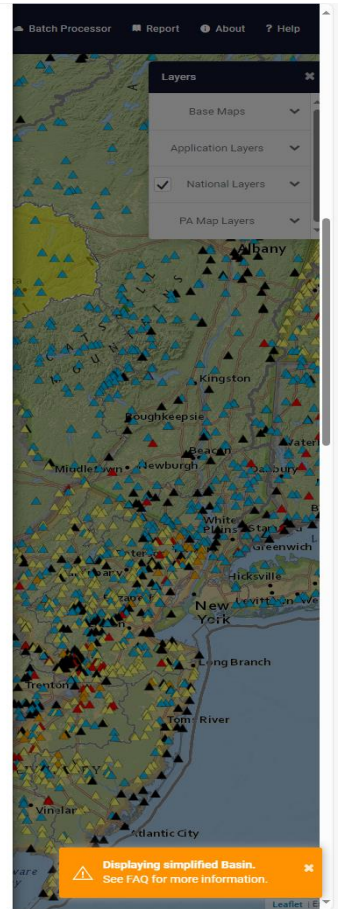 Batch Processor Report About ? Help
Layers
Base Maps
Application Layers
National Layers
PA Map Layers
Albany
CATSKILL
Kingston
Poughkeepsie
Beacon
Middletown Newburgh
Danbury
White
Plains
Greenwich
Hicksville
New
York
Long Branch
Trenton
Toms River
Atlantic City
Displaying simplified Basin.
See FAQ for more information.
Leaflet